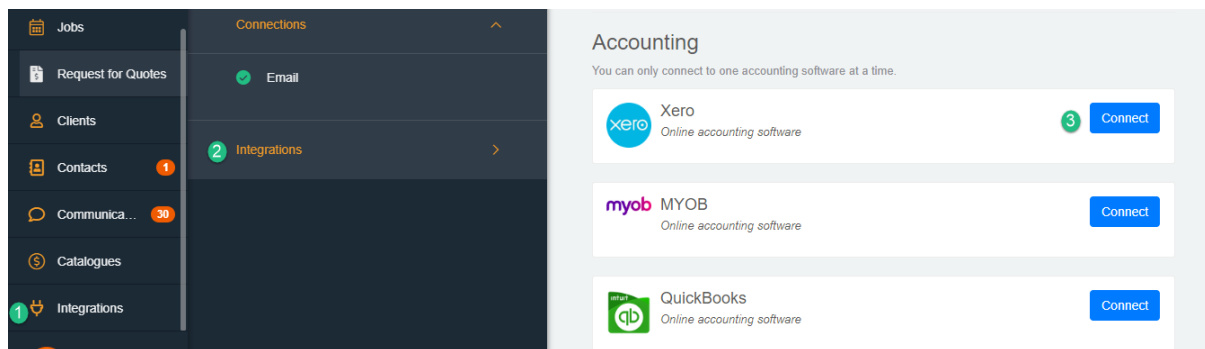 Jobs
Request for Quotes
Clients
Contacts 1
Communica... 30
Catalogues
1 Integrations
Connections
Email
2 Integrations
Accounting
You can only connect to one accounting software at a time.
xero Xero
Online accounting software
3 Connect
myob MYOB
Online accounting software
Connect
INTUIT
qb QuickBooks
Online accounting software
Connect